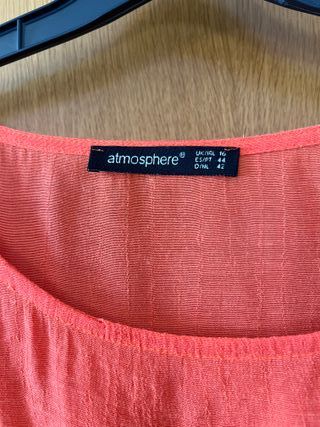 atmosphere®
UK/IRL 16
ES/PT 44
D/NL 42